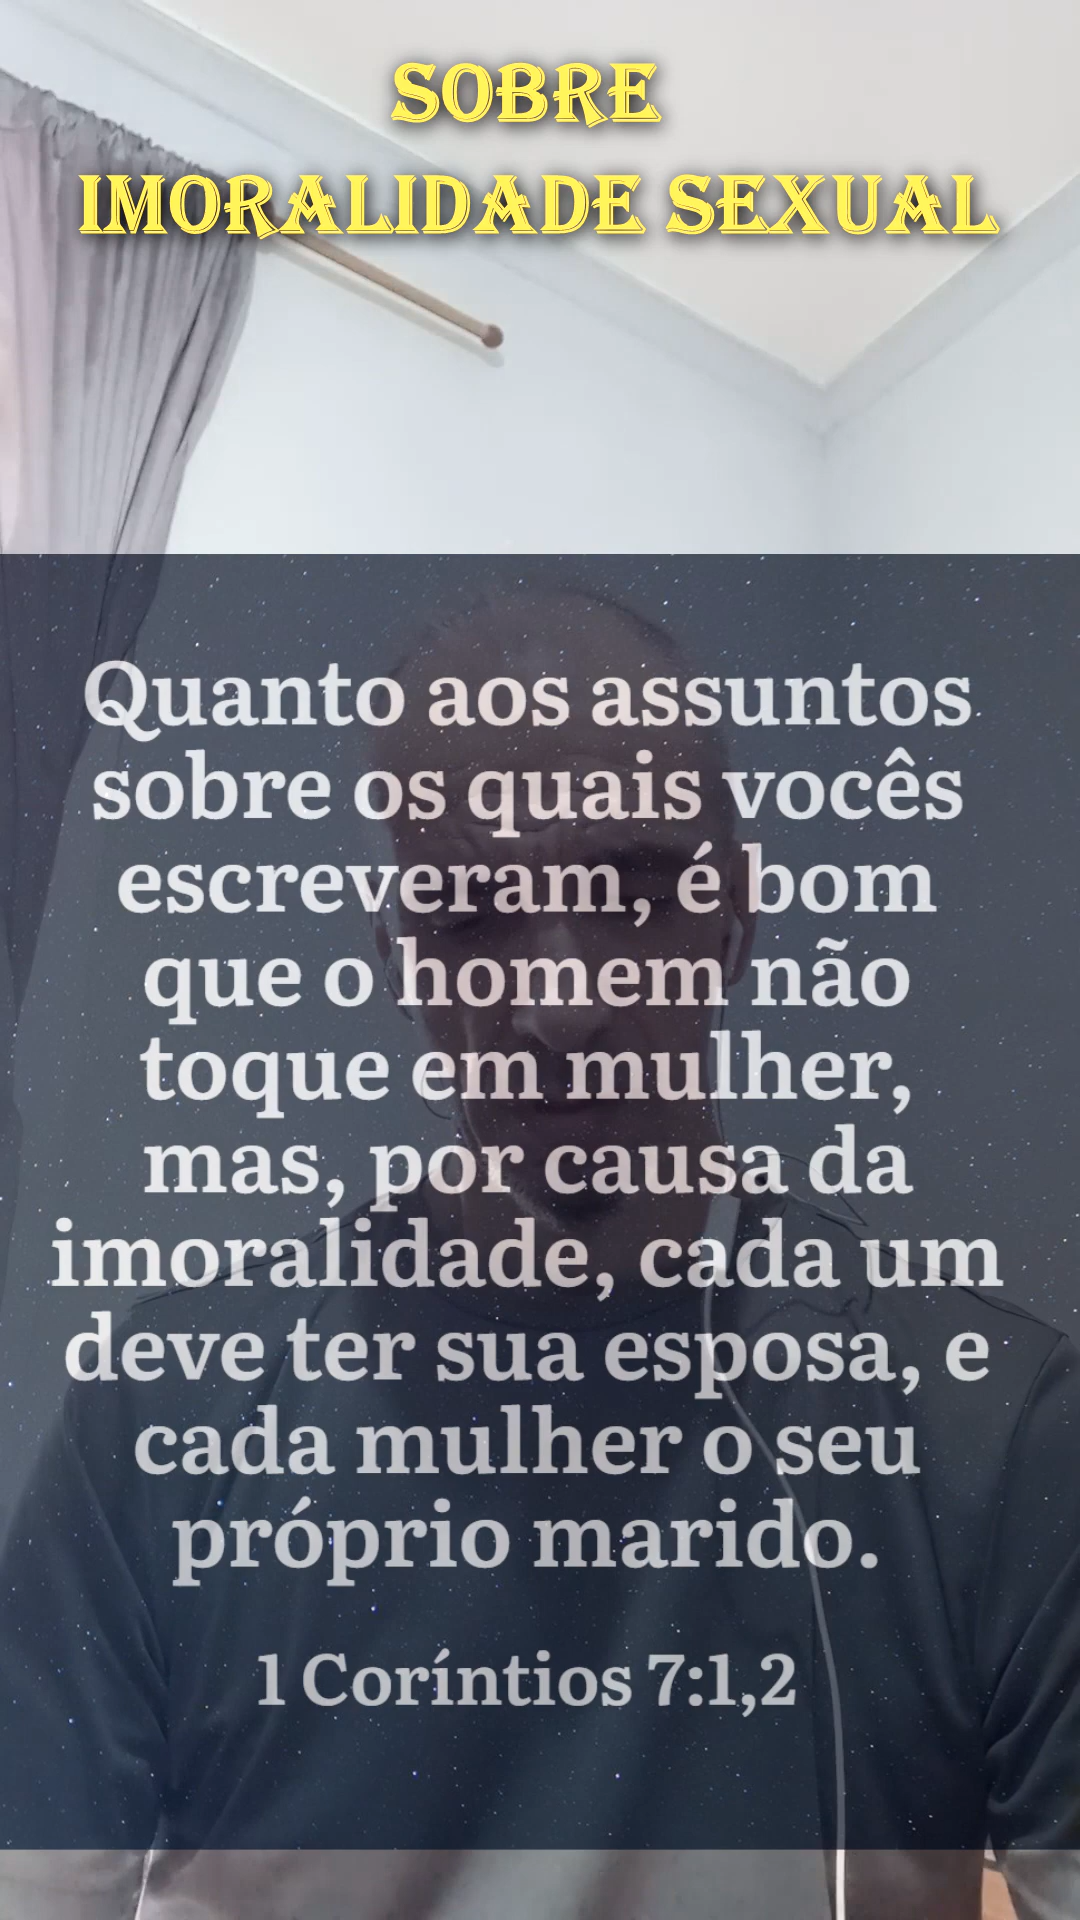 SOBRE
IMORALIDADE SEXUAL
Quanto aos assuntos
sobre os quais vocês
escreveram, é bom
que o homem não
toque em mulher,
mas, por causa da
imoralidade, cada um
deve ter sua esposa, e
cada mulher o seu
próprio marido.
1 Coríntios 7:1,2